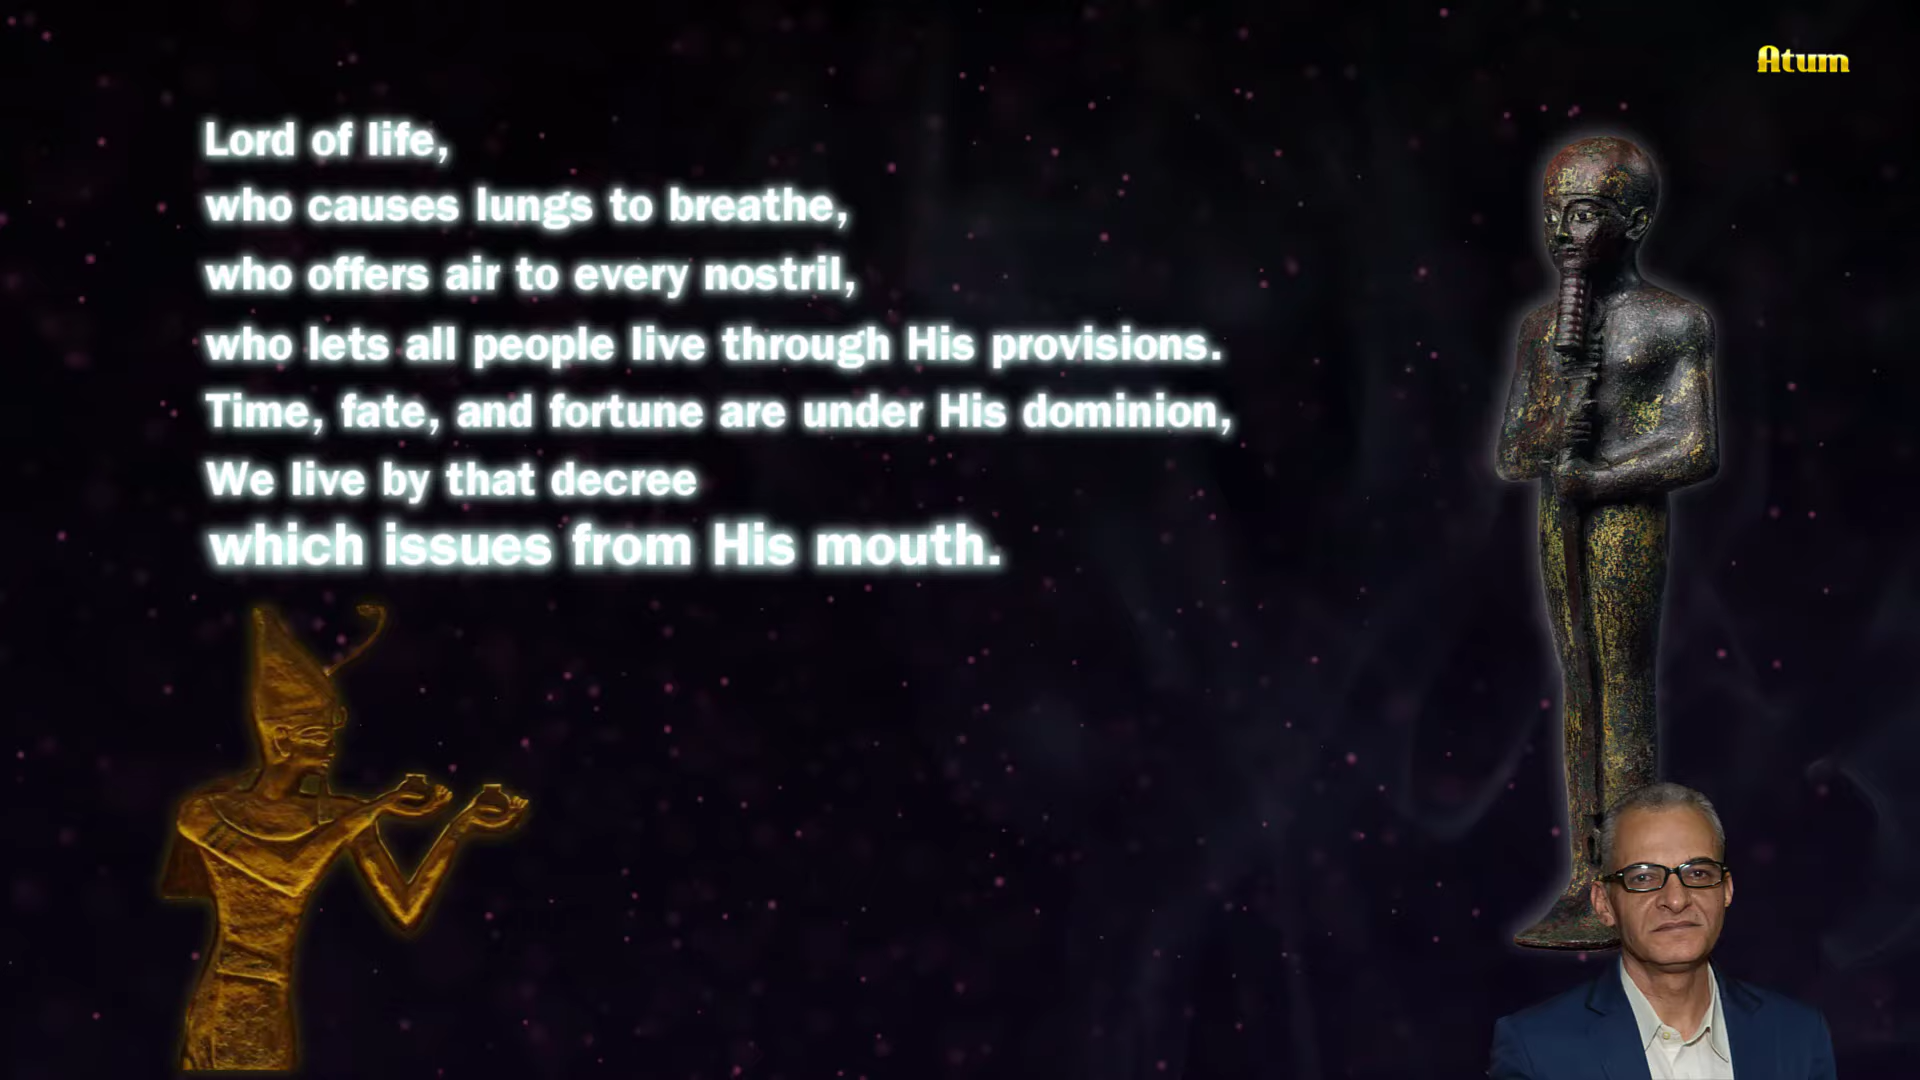 Atum
Lord of life,
who causes lungs to breathe,
who offers air to every nostril,
who lets all people live through His provisions.
Time, fate, and fortune are under His dominion,
We live by that decree
which issues from His mouth.